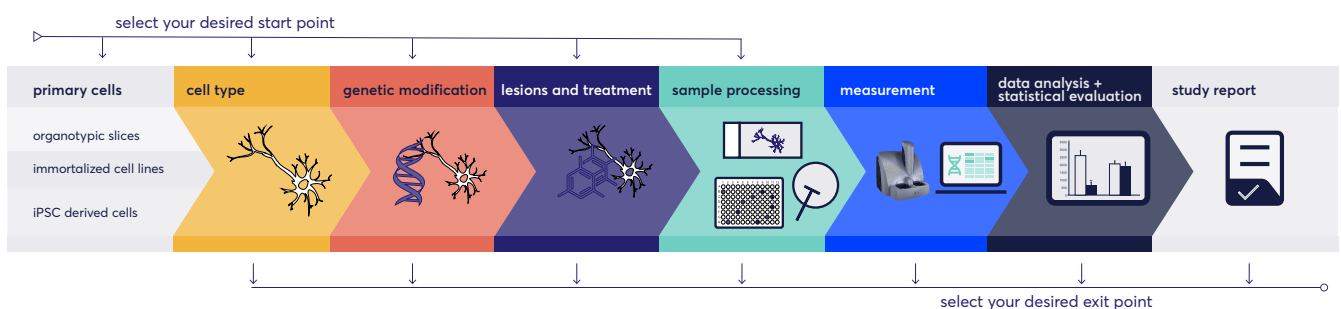 select your desired start point
primary cells
cell type
genetic modification
lesions and treatment
sample processing
measurement
data analysis +
statistical evaluation
study report
organotypic slices
immortalized cell lines
iPSC derived cells
select your desired exit point